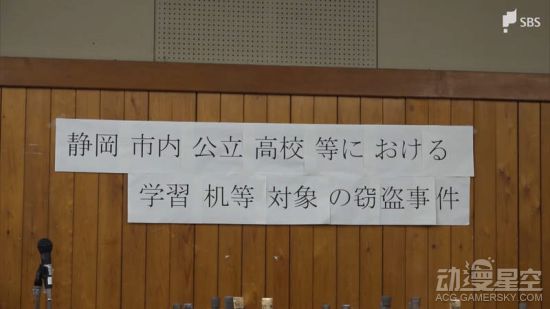 SBS
静岡市内公立高校等における
学習机等対象の窃盗事件
动漫星空
ACG.GAMERSKY.COM